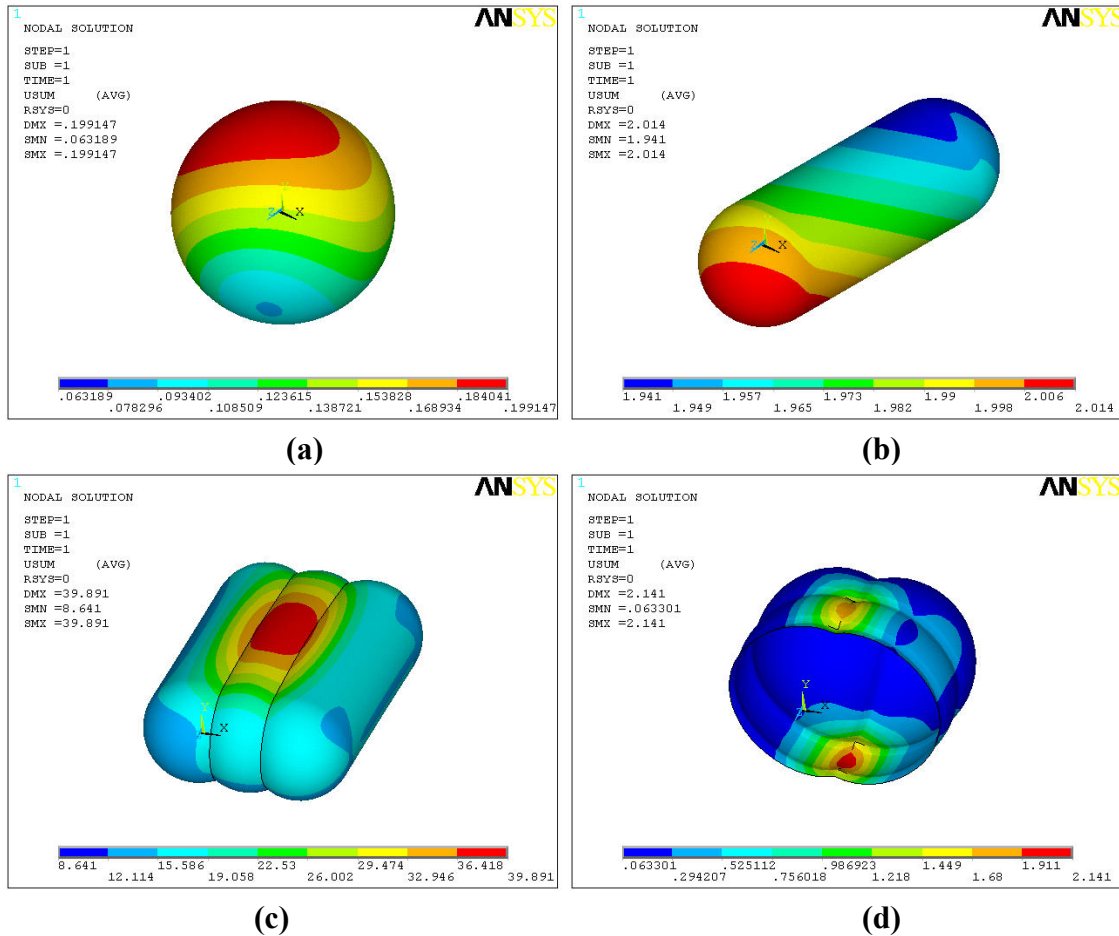 1
ANSYS
NODAL SOLUTION
STEP=1
SUB =1
TIME=1
USUM (AVG)
RSYS=0
DMX =.199147
SMN =.063189
SMX =.199147
Y
Z X
.063189 .093402 .123615 .153828 .184041
.078296 .108509 .138721 .168934 .199147
(a)
1
ANSYS
NODAL SOLUTION
STEP=1
SUB =1
TIME=1
USUM (AVG)
RSYS=0
DMX =2.014
SMN =1.941
SMX =2.014
Y
Z X
1.941 1.957 1.973 1.99 2.006
1.949 1.965 1.982 1.998 2.014
(b)
1
ANSYS
NODAL SOLUTION
STEP=1
SUB =1
TIME=1
USUM (AVG)
RSYS=0
DMX =39.891
SMN =8.641
SMX =39.891
Y
Z X
8.641 15.586 22.53 29.474 36.418
12.114 19.058 26.002 32.946 39.891
(c)
1
ANSYS
NODAL SOLUTION
STEP=1
SUB =1
TIME=1
USUM (AVG)
RSYS=0
DMX =2.141
SMN =.063301
SMX =2.141
Y
Z X
.063301 .525112 .986923 1.449 1.911
.294207 .756018 1.218 1.68 2.141
(d)